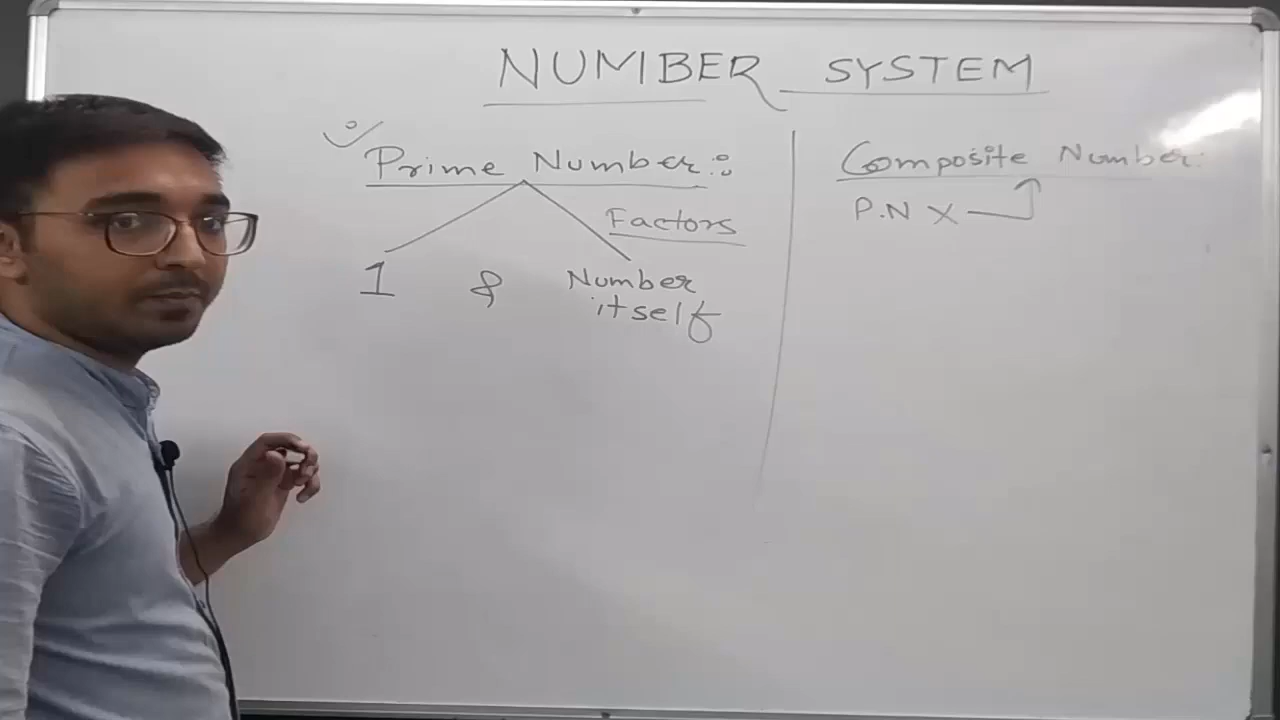 NUMBER SYSTEM
Prime Number:
Factors
1 & Number
itself
Composite Number:
P.N X